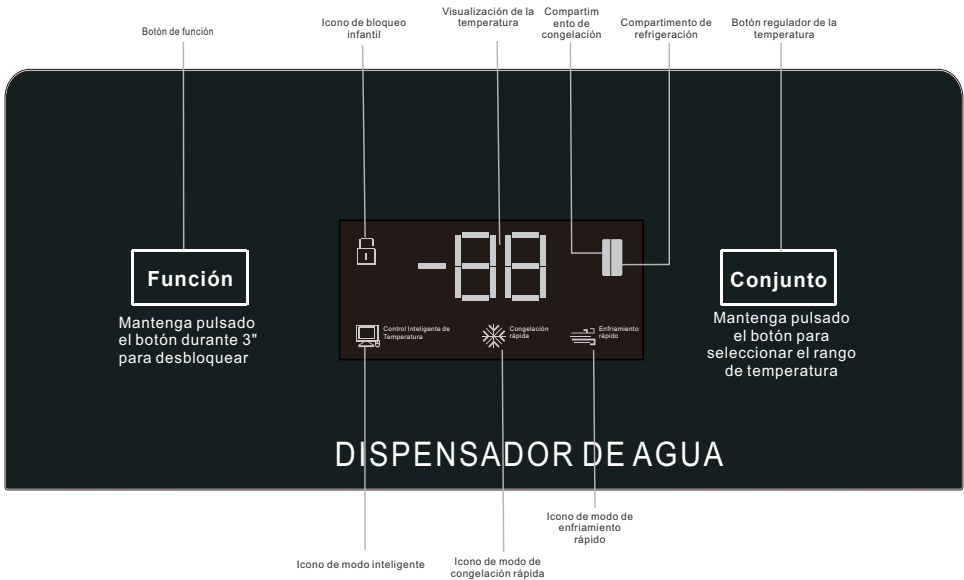 Botón de función
Icono de bloqueo
infantil
Visualización de la
temperatura
Compartim
ento de
congelación
Compartimento de
refrigeración
Botón regulador de la
temperatura
-88
Función
Mantenga pulsado
el botón durante 3"
para desbloquear
Control Inteligente de
Temperatura
Congelación
rápida
Enfriamiento
rápido
Conjunto
Mantenga pulsado
el botón para
seleccionar el rango
de temperatura
DISPENSADOR DE AGUA
Icono de modo inteligente
Icono de modo de
congelación rápida
Icono de modo de
enfriamiento
rápido